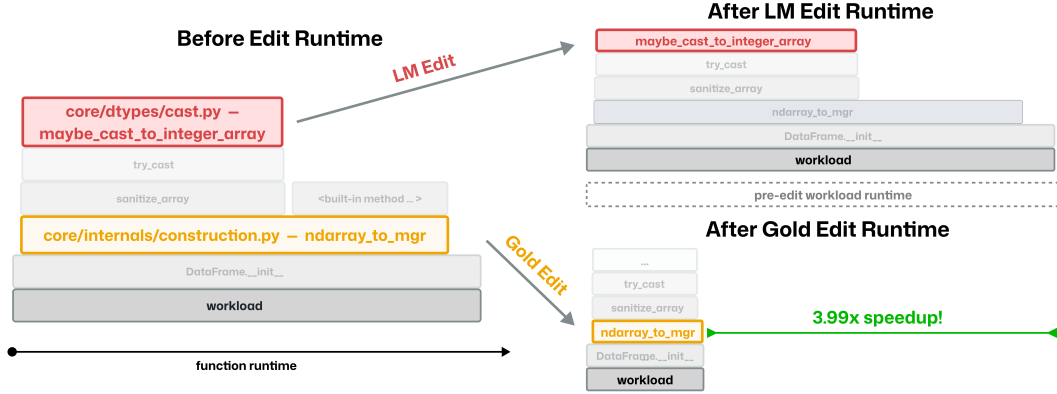 Before Edit Runtime
core/dtypes/cast.py —
maybe_cast_to_integer_array
try_cast
sanitize_array
<built-in method ... >
core/internals/construction.py — ndarray_to_mgr
DataFrame.__init__
workload
function runtime
LM Edit
Gold Edit
After LM Edit Runtime
maybe_cast_to_integer_array
try_cast
sanitize_array
ndarray_to_mgr
DataFrame.__init__
workload
pre-edit workload runtime
After Gold Edit Runtime
...
try_cast
sanitize_array
ndarray_to_mgr
DataFrage.__init__
workload
3.99x speedup!